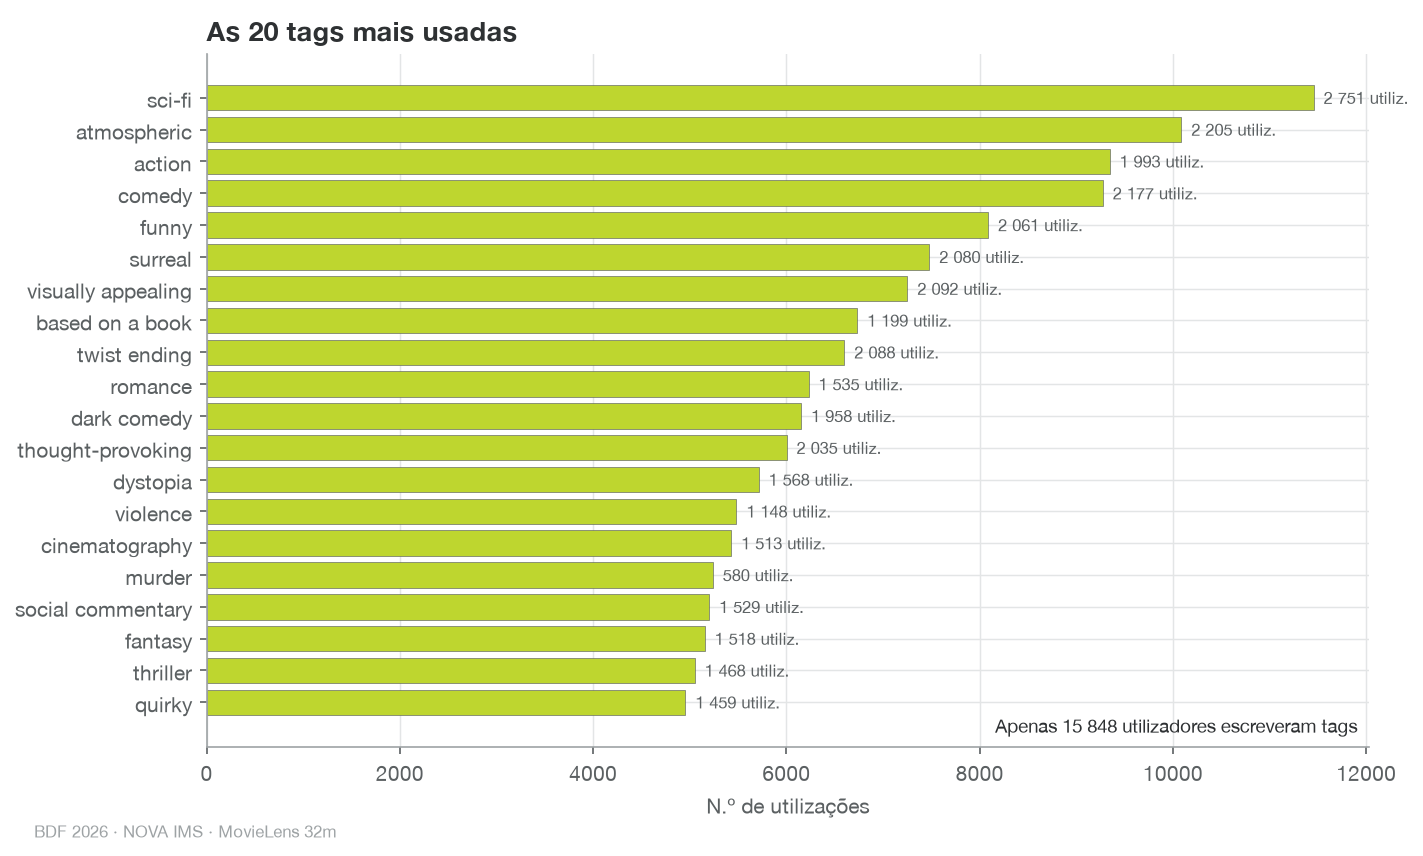 As 20 tags mais usadas
sci-fi 2 751 utiliz.
atmospheric 2 205 utiliz.
action 1 993 utiliz.
comedy 2 177 utiliz.
funny 2 061 utiliz.
surreal 2 080 utiliz.
visually appealing 2 092 utiliz.
based on a book 1 199 utiliz.
twist ending 2 088 utiliz.
romance 1 535 utiliz.
dark comedy 1 958 utiliz.
thought-provoking 2 035 utiliz.
dystopia 1 568 utiliz.
violence 1 148 utiliz.
cinematography 1 513 utiliz.
murder 580 utiliz.
social commentary 1 529 utiliz.
fantasy 1 518 utiliz.
thriller 1 468 utiliz.
quirky 1 459 utiliz.
Apenas 15 848 utilizadores escreveram tags
0 2000 4000 6000 8000 10000 12000
N.º de utilizações
BDF 2026 · NOVA IMS · MovieLens 32m